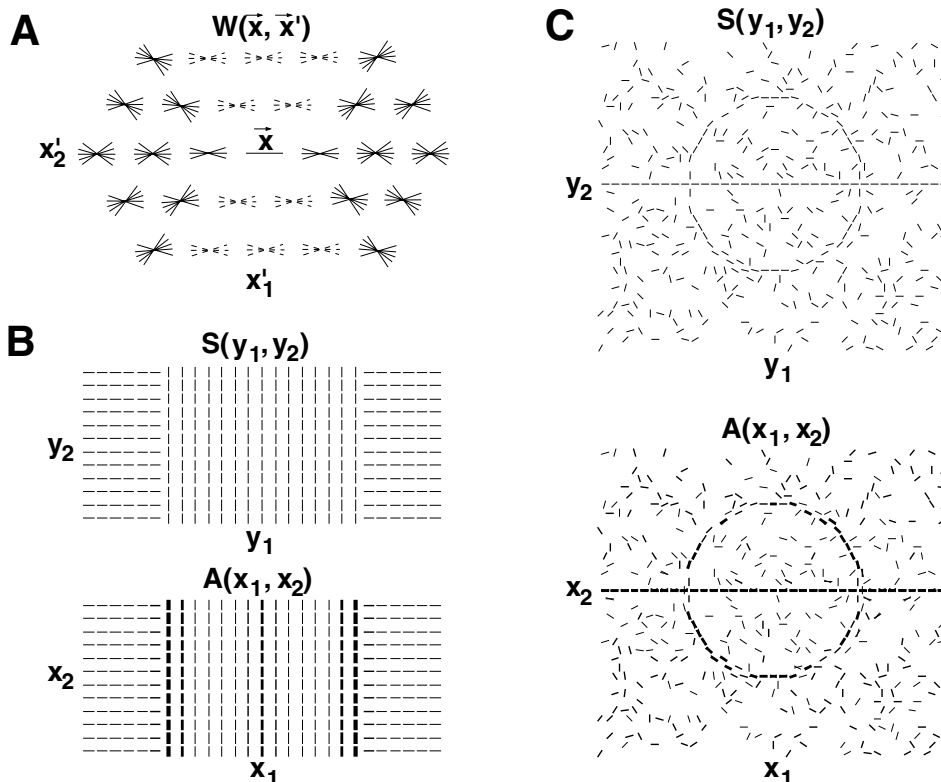 A
W(x⃗, x⃗′)
x⃗
x′₂
x′₁
B
S(y₁, y₂)
y₂
y₁
A(x₁, x₂)
x₂
x₁
C
S(y₁, y₂)
y₂
y₁
A(x₁, x₂)
x₂
x₁